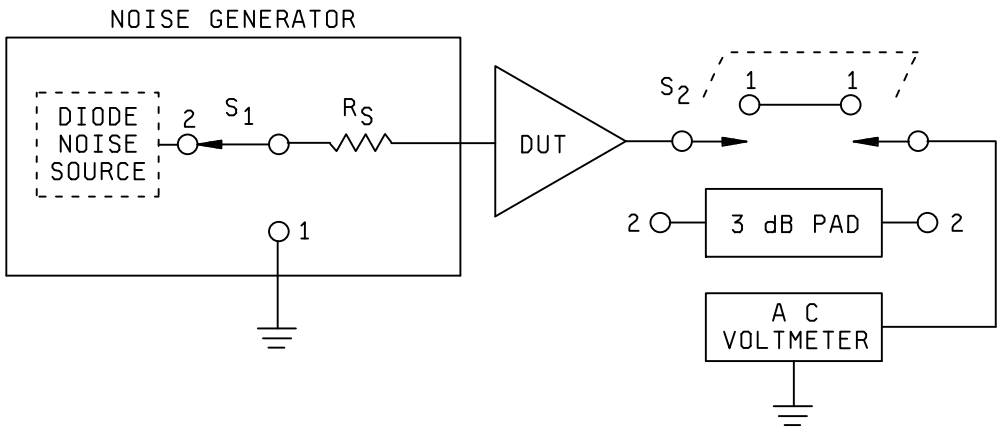 NOISE GENERATOR
DIODE
NOISE
SOURCE
2
S1
RS
1
DUT
S2
1
1
2
3 dB PAD
2
A C
VOLTMETER